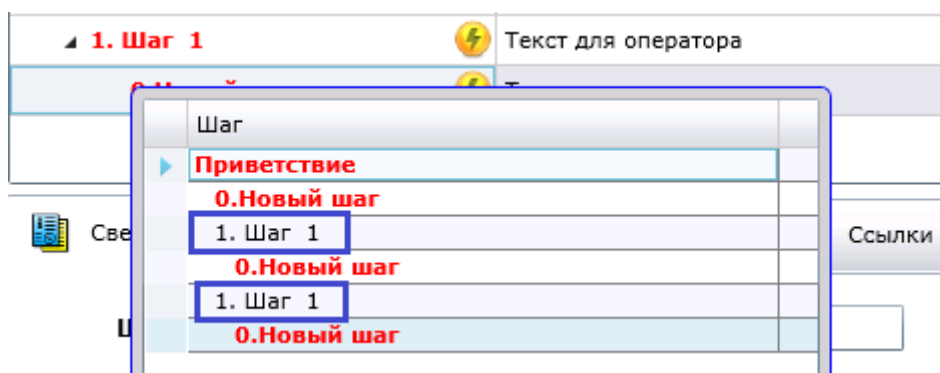 1. Шаг 1
Текст для оператора
Шаг
Приветствие
0.Новый шаг
1. Шаг 1
0.Новый шаг
1. Шаг 1
0.Новый шаг
Све
Ссылки